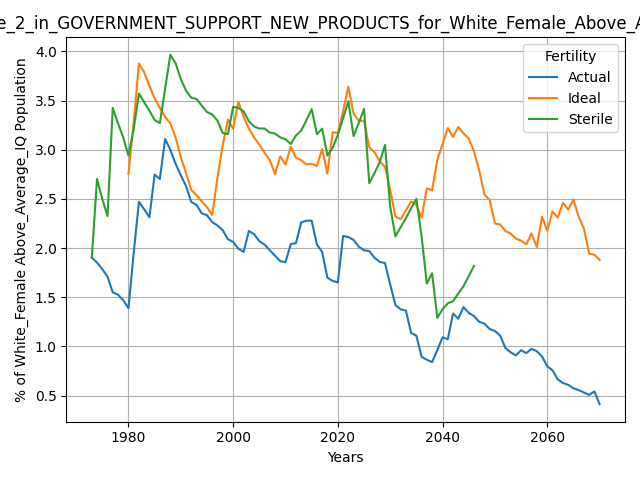 e_2_in_GOVERNMENT_SUPPORT_NEW_PRODUCTS_for_White_Female_Above_A
Fertility
Actual
Ideal
Sterile
% of White_Female Above_Average_IQ Population
4.0
3.5
3.0
2.5
2.0
1.5
1.0
0.5
1980
2000
2020
2040
2060
Years